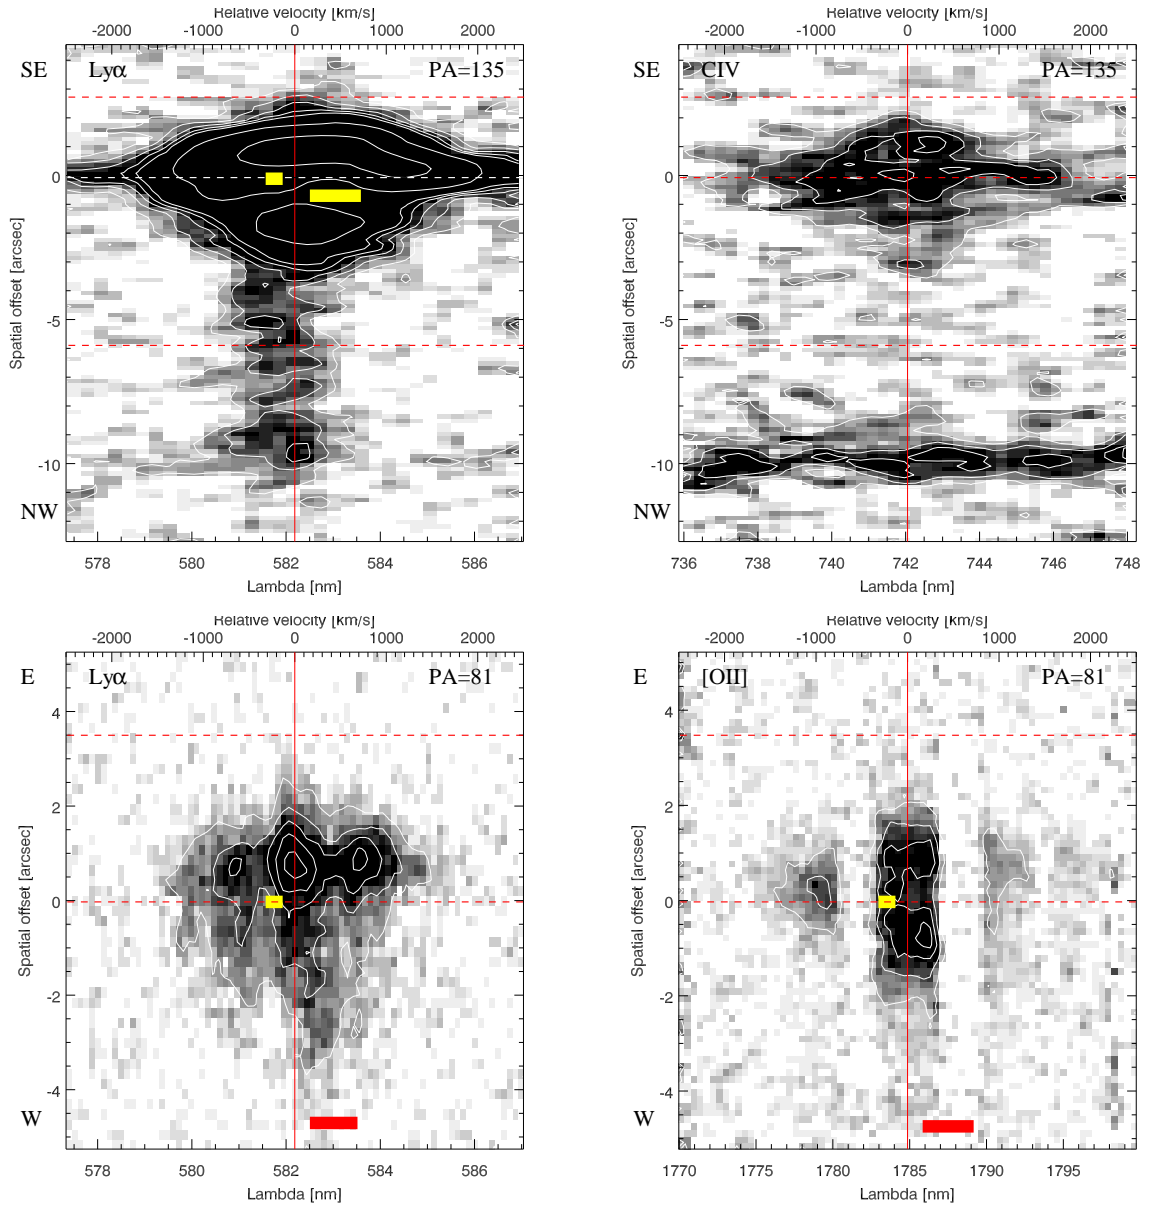 Relative velocity [km/s]
-2000 -1000 0 1000 2000
SE Lyα PA=135
0
-5
-10
Spatial offset [arcsec]
NW
578 580 582 584 586
Lambda [nm]
Relative velocity [km/s]
-2000 -1000 0 1000 2000
SE CIV PA=135
0
-5
-10
Spatial offset [arcsec]
NW
736 738 740 742 744 746 748
Lambda [nm]
Relative velocity [km/s]
-2000 -1000 0 1000 2000
E Lyα PA=81
4
2
0
-2
-4
Spatial offset [arcsec]
W
578 580 582 584 586
Lambda [nm]
Relative velocity [km/s]
-2000 -1000 0 1000 2000
E [OII] PA=81
4
2
0
-2
-4
Spatial offset [arcsec]
W
1770 1775 1780 1785 1790 1795
Lambda [nm]